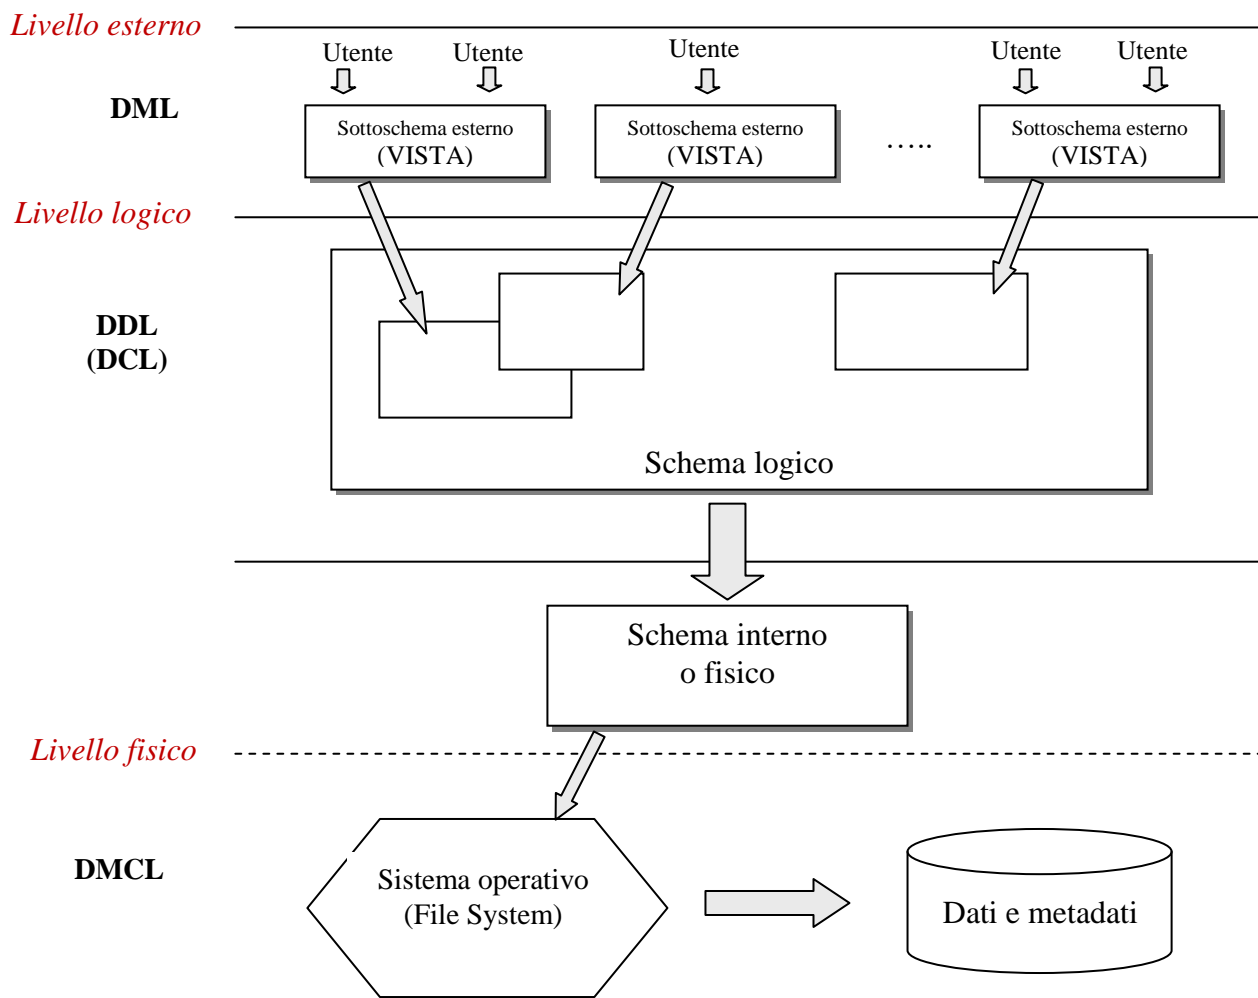 Livello esterno
Utente
Utente
Utente
Utente
Utente
DML
Sottoschema esterno
(VISTA)
Sottoschema esterno
(VISTA)
…..
Sottoschema esterno
(VISTA)
Livello logico
DDL
(DCL)
Schema logico
Schema interno
o fisico
Livello fisico
DMCL
Sistema operativo
(File System)
Dati e metadati